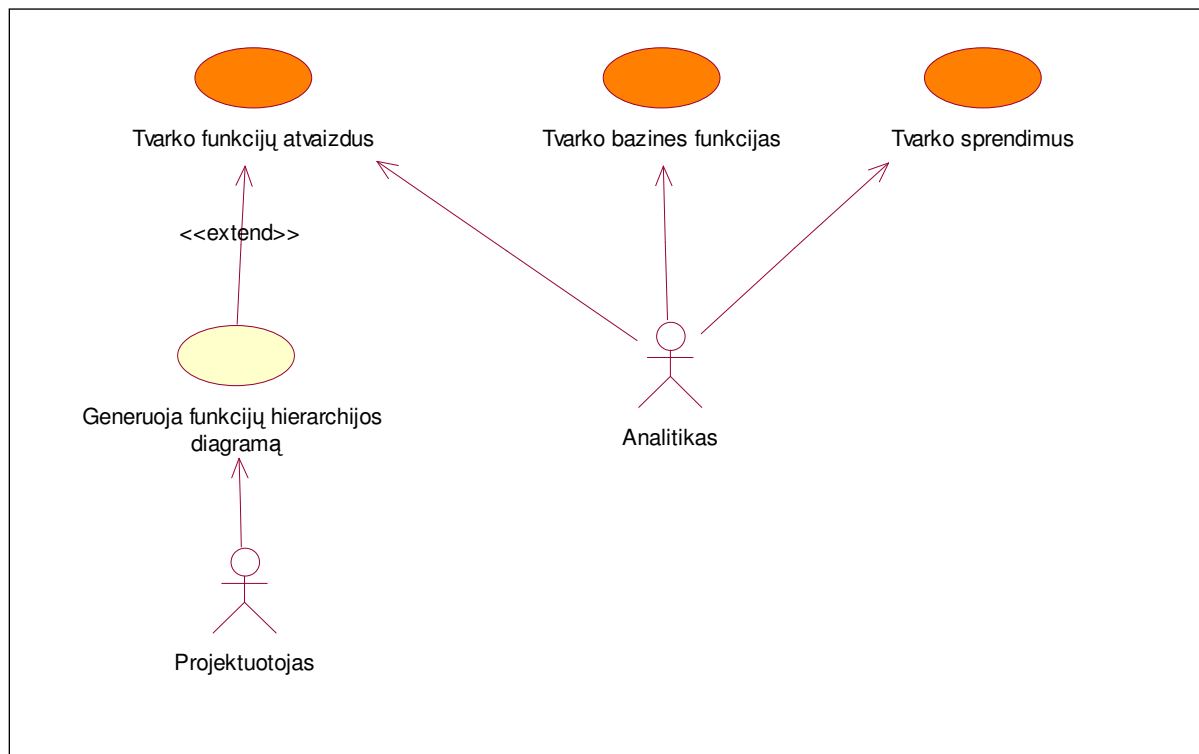 Tvarko funkcijų atvaizdus
Tvarko bazines funkcijas
Tvarko sprendimus
<<extend>>
Generuoja funkcijų hierarchijos
diagramą
Analitikas
Projektuotojas